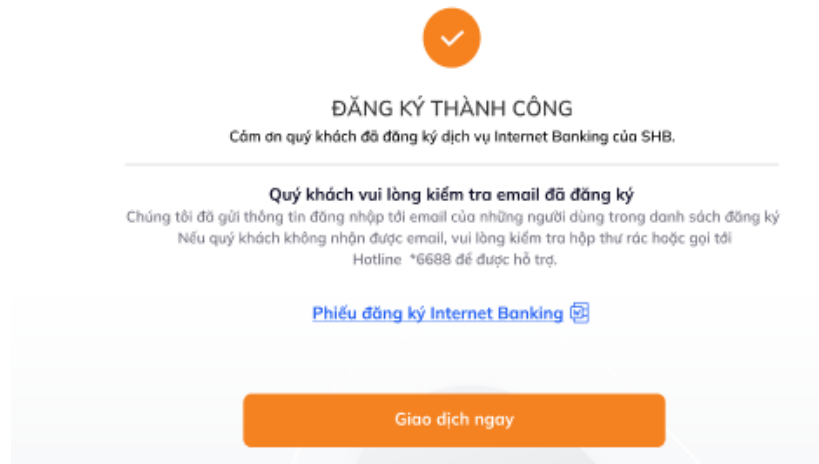 ĐĂNG KÝ THÀNH CÔNG
Cảm ơn quý khách đã đăng ký dịch vụ Internet Banking của SHB.
Quý khách vui lòng kiểm tra email đã đăng ký
Chúng tôi đã gửi thông tin đăng nhập tới email của những người dùng trong danh sách đăng ký
Nếu quý khách không nhận được email, vui lòng kiểm tra hộp thư rác hoặc gọi tới
Hotline *6688 để được hỗ trợ.
Phiếu đăng ký Internet Banking
Giao dịch ngay